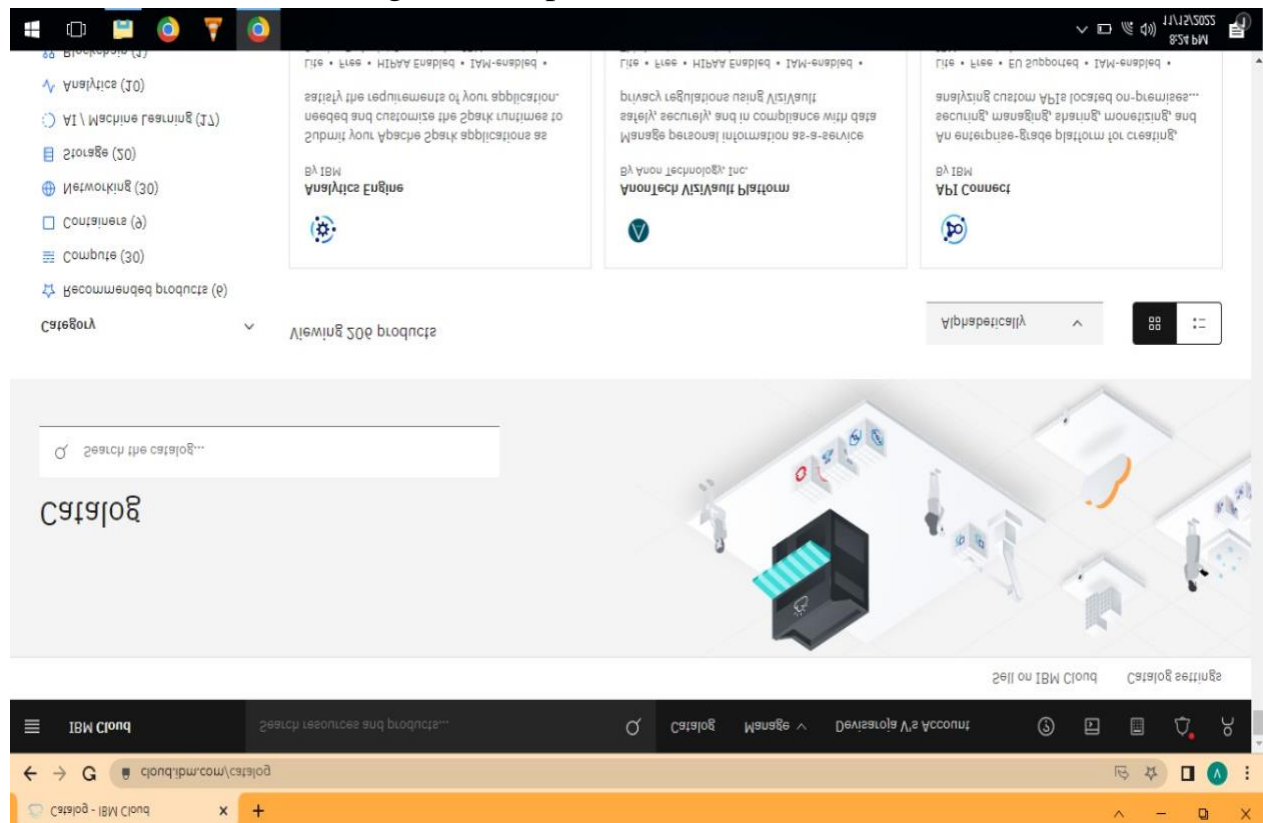 Catalog - IBM Cloud
cloud.ibm.com/catalog
IBM Cloud
Search resources and products...
Catalog
Manage
Devisaroja V's Account
Sell on IBM Cloud
Catalog settings
Catalog
Search the catalog...
Category
Viewing 206 products
Alphabetically
Recommended products (6)
Compute (30)
Containers (9)
Networking (30)
Storage (20)
AI / Machine Learning (17)
Analytics (10)
Blockchain (1)
Analytics Engine
By IBM
Submit your Apache Spark applications as
needed and customize the Spark runtimes to
satisfy the requirements of your application.
Lite • Free • HIPAA Enabled • IAM-enabled •
AnonTech ViziVault Platform
By Anon Technology, Inc.
Manage personal information as-a-service
safely, securely, and in compliance with data
privacy regulations using ViziVault
Lite • Free • HIPAA Enabled • IAM-enabled •
API Connect
By IBM
An enterprise-grade platform for creating,
securing, managing, sharing, monetizing, and
analyzing custom APIs located on-premises...
Lite • Free • EU Supported • IAM-enabled •
8:24 PM
11/13/2022